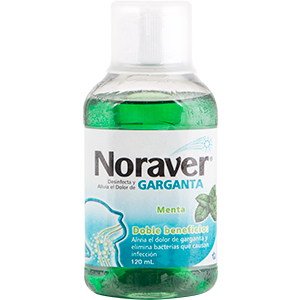 Noraver®
Desinfecta y
Alivia el Dolor de GARGANTA
Menta
Doble beneficio:
Alivia el dolor de garganta y
elimina bacterias que causan
infección
120 mL